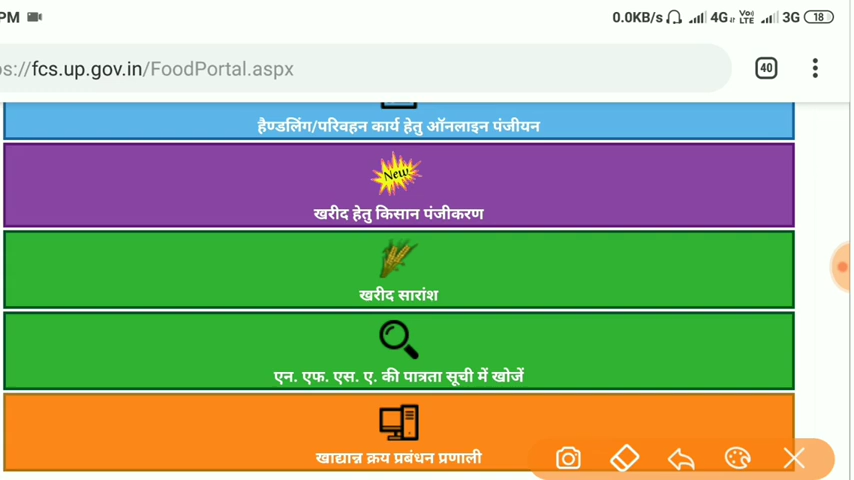 PM
0.0KB/s 4G Vo) LTE 3G 18
s://fcs.up.gov.in/FoodPortal.aspx 40
हैण्डलिंग/परिवहन कार्य हेतु ऑनलाइन पंजीयन
New
खरीद हेतु किसान पंजीकरण
खरीद सारांश
एन. एफ. एस. ए. की पात्रता सूची में खोजें
खाद्यान्न क्रय प्रबंधन प्रणाली